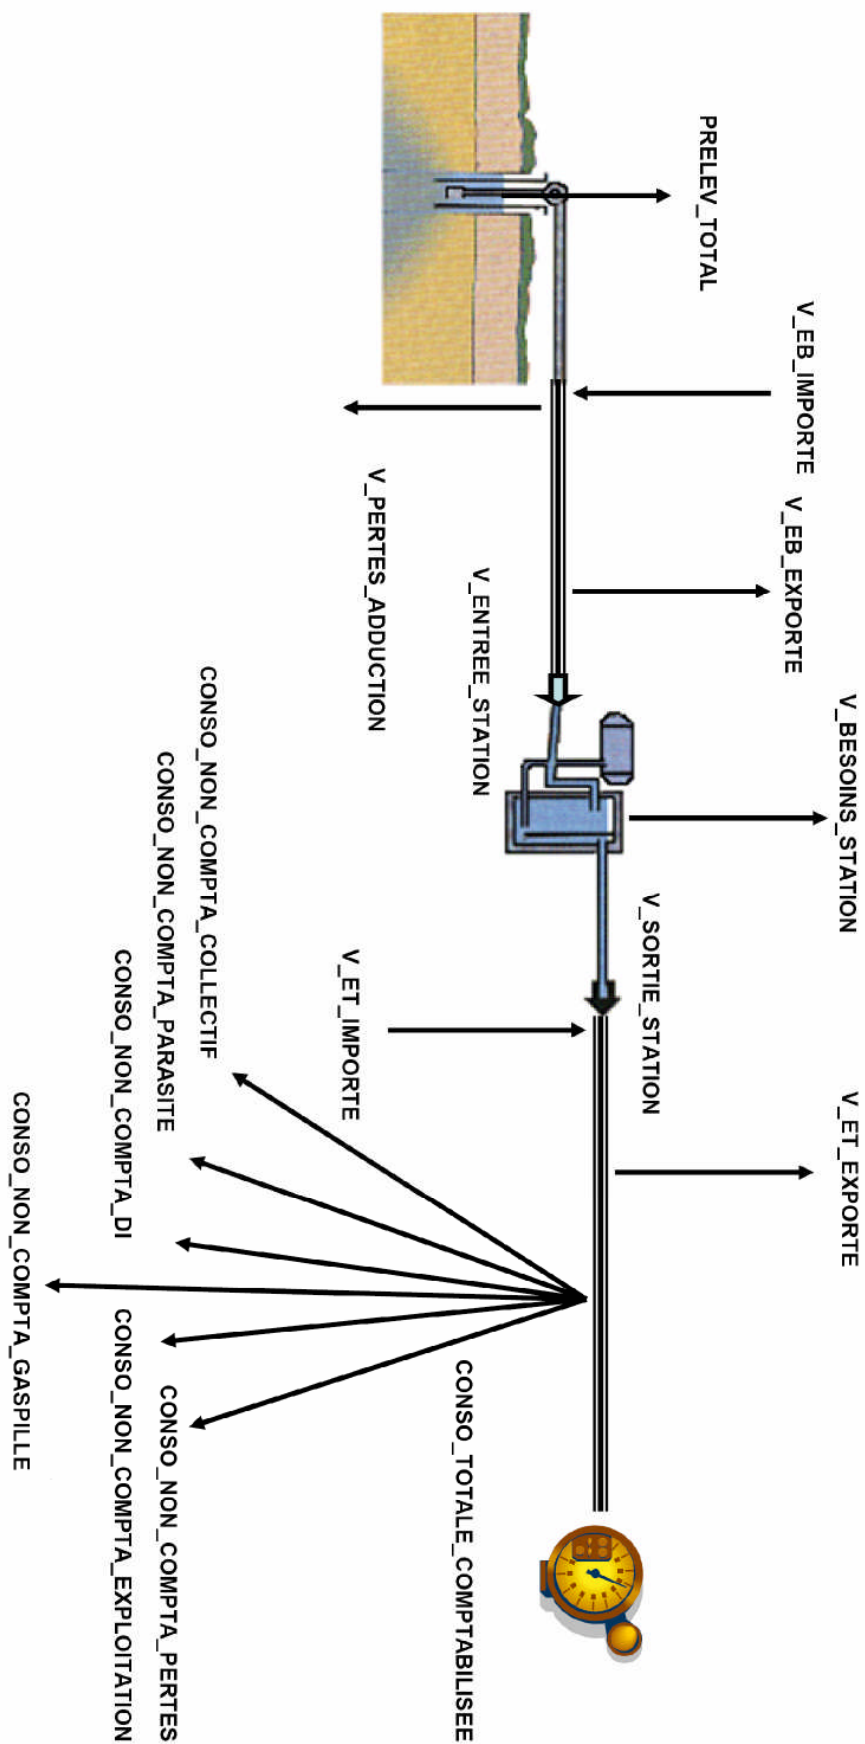 PRELEV_TOTAL
V_EB_IMPORTE
V_EB_EXPORTE
V_PERTES_ADDUCTION
V_ENTREE_STATION
V_BESOINS_STATION
V_SORTIE_STATION
V_ET_IMPORTE
V_ET_EXPORTE
CONSO_NON_COMPTA_COLLECTIF
CONSO_NON_COMPTA_PARASITE
CONSO_NON_COMPTA_DI
CONSO_NON_COMPTA_GASPILLE
CONSO_NON_COMPTA_EXPLOITATION
CONSO_NON_COMPTA_PERTES
CONSO_TOTALE_COMPTABILISEE